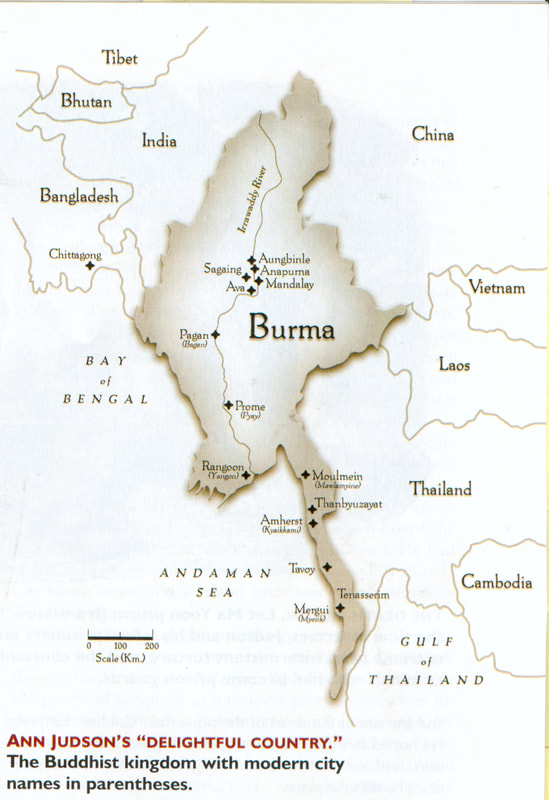 Tibet
Bhutan
India
China
Bangladesh
Irrawaddy River
Chittagong
Aungbinle
Sagaing
Anapurna
Mandalay
Ava
Vietnam
Burma
Pagan
(Bagan)
BAY
of
BENGAL
Laos
Prome
(Pyay)
Rangoon
(Yangon)
Moulmein
(Mawlamyine)
Thailand
Thanbyuzayat
Amherst
(Kyaikkami)
ANDAMAN
SEA
Tavoy
Cambodia
Tenasserim
Mergui
(Myeik)
0 100 200
Scale (Km.)
GULF
of
THAILAND
ANN JUDSON'S “DELIGHTFUL COUNTRY.”
The Buddhist kingdom with modern city
names in parentheses.